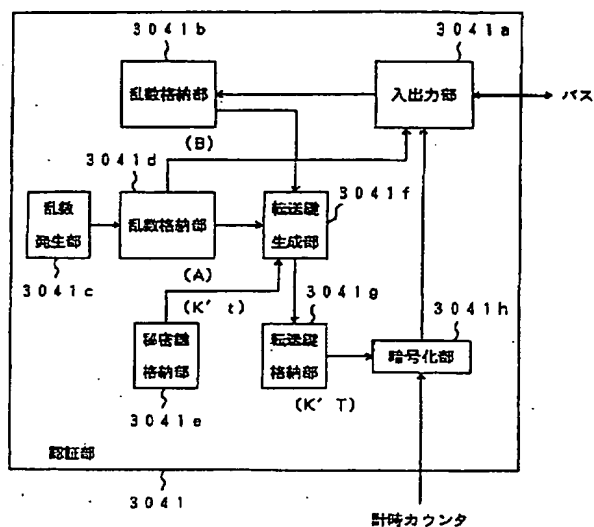 3041b
3041a
乱数格納部
入出力部
バス
(B)
3041d
3041f
乱数
発生部
乱数格納部
転送鍵
生成部
3041c
(A)
(K' t)
3041g
3041h
秘密鍵
格納部
転送鍵
格納部
暗号化部
3041e
(K' T)
認証部
3041
計時カウンタ